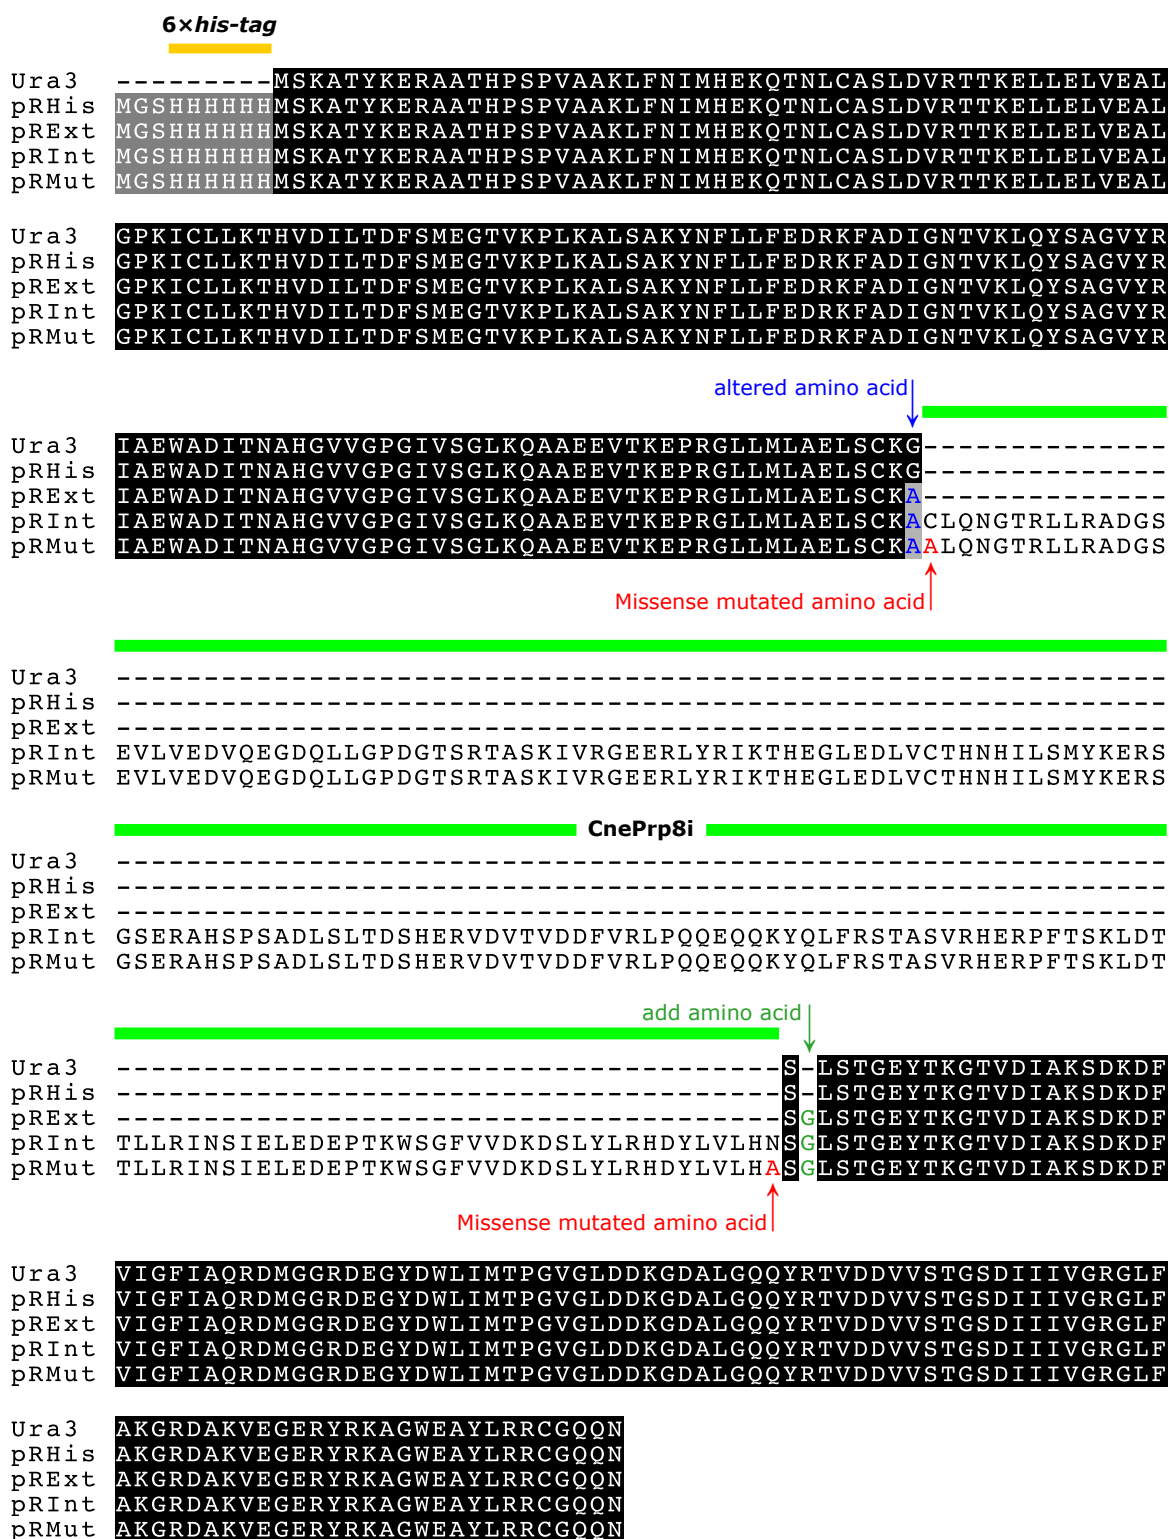 6×his-tag
Ura3 ---------MSKATYKERAATHPSPVAAKLFNIMHEKQTNLCASLDVRTTKELLELVEAL
pRHis MGSHHHHHHMSKATYKERAATHPSPVAAKLFNIMHEKQTNLCASLDVRTTKELLELVEAL
pRExt MGSHHHHHHMSKATYKERAATHPSPVAAKLFNIMHEKQTNLCASLDVRTTKELLELVEAL
pRInt MGSHHHHHHMSKATYKERAATHPSPVAAKLFNIMHEKQTNLCASLDVRTTKELLELVEAL
pRMut MGSHHHHHHMSKATYKERAATHPSPVAAKLFNIMHEKQTNLCASLDVRTTKELLELVEAL
Ura3 GPKICLLKTHVDILTDFSMEGTVKPLKALSAKYNFLLFEDRKFADIGNTVKLQYSAGVYR
pRHis GPKICLLKTHVDILTDFSMEGTVKPLKALSAKYNFLLFEDRKFADIGNTVKLQYSAGVYR
pRExt GPKICLLKTHVDILTDFSMEGTVKPLKALSAKYNFLLFEDRKFADIGNTVKLQYSAGVYR
pRInt GPKICLLKTHVDILTDFSMEGTVKPLKALSAKYNFLLFEDRKFADIGNTVKLQYSAGVYR
pRMut GPKICLLKTHVDILTDFSMEGTVKPLKALSAKYNFLLFEDRKFADIGNTVKLQYSAGVYR
altered amino acid
Ura3 IAEWADITNAHGVVGPGIVSGLKQAAEEVTKEPRGLLMLAELSCKG--------------
pRHis IAEWADITNAHGVVGPGIVSGLKQAAEEVTKEPRGLLMLAELSCKG--------------
pRExt IAEWADITNAHGVVGPGIVSGLKQAAEEVTKEPRGLLMLAELSCKA--------------
pRInt IAEWADITNAHGVVGPGIVSGLKQAAEEVTKEPRGLLMLAELSCKACLQNGTRLLRADGS
pRMut IAEWADITNAHGVVGPGIVSGLKQAAEEVTKEPRGLLMLAELSCKAALQNGTRLLRADGS
Missense mutated amino acid
Ura3 ------------------------------------------------------------
pRHis ------------------------------------------------------------
pRExt ------------------------------------------------------------
pRInt EVLVEDVQEGDQLLGPDGTSRTASKIVRGEERLYRIKTHEGLEDLVCTHNHILSMYKERS
pRMut EVLVEDVQEGDQLLGPDGTSRTASKIVRGEERLYRIKTHEGLEDLVCTHNHILSMYKERS
CnePrp8i
Ura3 ------------------------------------------------------------
pRHis ------------------------------------------------------------
pRExt ------------------------------------------------------------
pRInt GSERAHSPSADLSLTDSHERVDVTVDDFVRLPQQEQQKYQLFRSTASVRHERPFTSKLDT
pRMut GSERAHSPSADLSLTDSHERVDVTVDDFVRLPQQEQQKYQLFRSTASVRHERPFTSKLDT
add amino acid
Ura3 --------------------------------------S-LSTGEYTKGTVDIAKSDKDF
pRHis --------------------------------------S-LSTGEYTKGTVDIAKSDKDF
pRExt --------------------------------------SGLSTGEYTKGTVDIAKSDKDF
pRInt TLLRINSIELEDEPTKWSGFVVDKDSLYLRHDYLVLHNSGLSTGEYTKGTVDIAKSDKDF
pRMut TLLRINSIELEDEPTKWSGFVVDKDSLYLRHDYLVLHASGLSTGEYTKGTVDIAKSDKDF
Missense mutated amino acid
Ura3 VIGFIAQRDMGGRDEGYDWLIMTPGVGLDDKGDALGQQYRTVDDVVSTGSDIIIVGRGLF
pRHis VIGFIAQRDMGGRDEGYDWLIMTPGVGLDDKGDALGQQYRTVDDVVSTGSDIIIVGRGLF
pRExt VIGFIAQRDMGGRDEGYDWLIMTPGVGLDDKGDALGQQYRTVDDVVSTGSDIIIVGRGLF
pRInt VIGFIAQRDMGGRDEGYDWLIMTPGVGLDDKGDALGQQYRTVDDVVSTGSDIIIVGRGLF
pRMut VIGFIAQRDMGGRDEGYDWLIMTPGVGLDDKGDALGQQYRTVDDVVSTGSDIIIVGRGLF
Ura3 AKGRDAKVEGERYRKAGWEAYLRRCGQQN
pRHis AKGRDAKVEGERYRKAGWEAYLRRCGQQN
pRExt AKGRDAKVEGERYRKAGWEAYLRRCGQQN
pRInt AKGRDAKVEGERYRKAGWEAYLRRCGQQN
pRMut AKGRDAKVEGERYRKAGWEAYLRRCGQQN